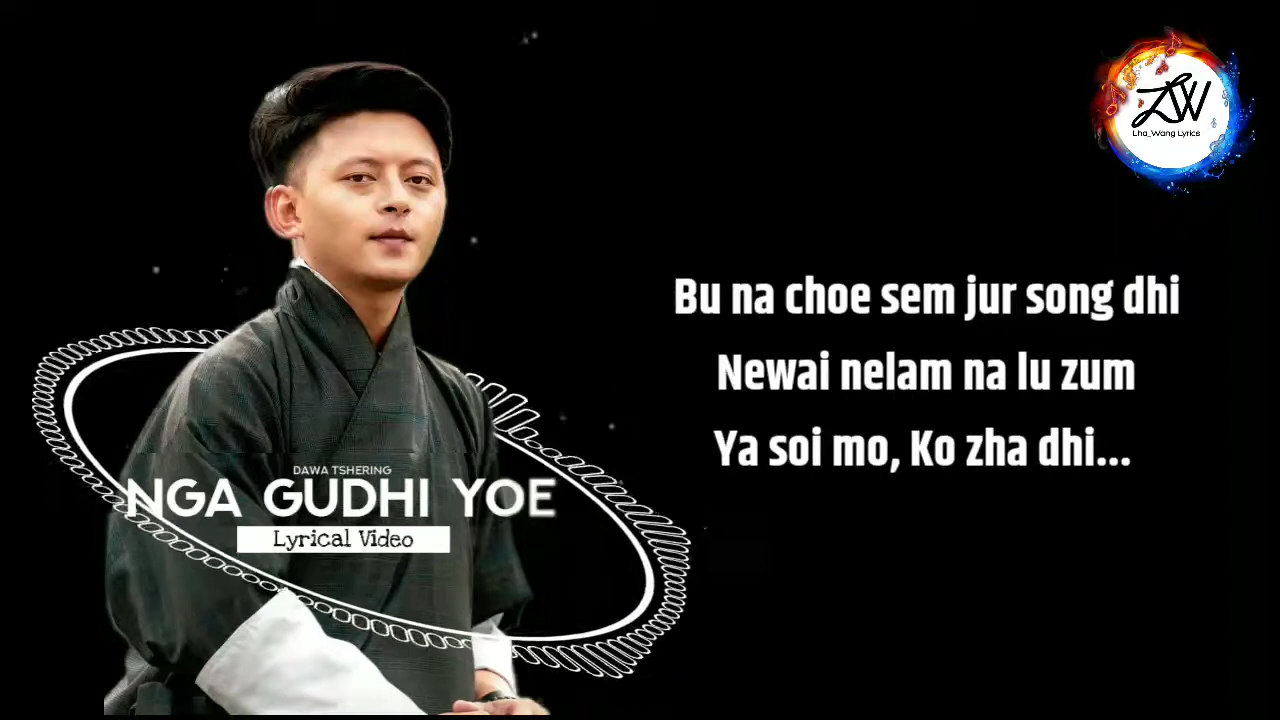 LW
Lha_Wang Lyrics
Bu na choe sem jur song dhi
Newai nelam na lu zum
Ya soi mo, Ko zha dhi...
DAWA TSHERING
NGA GUDHI YOE
Lyrical Video